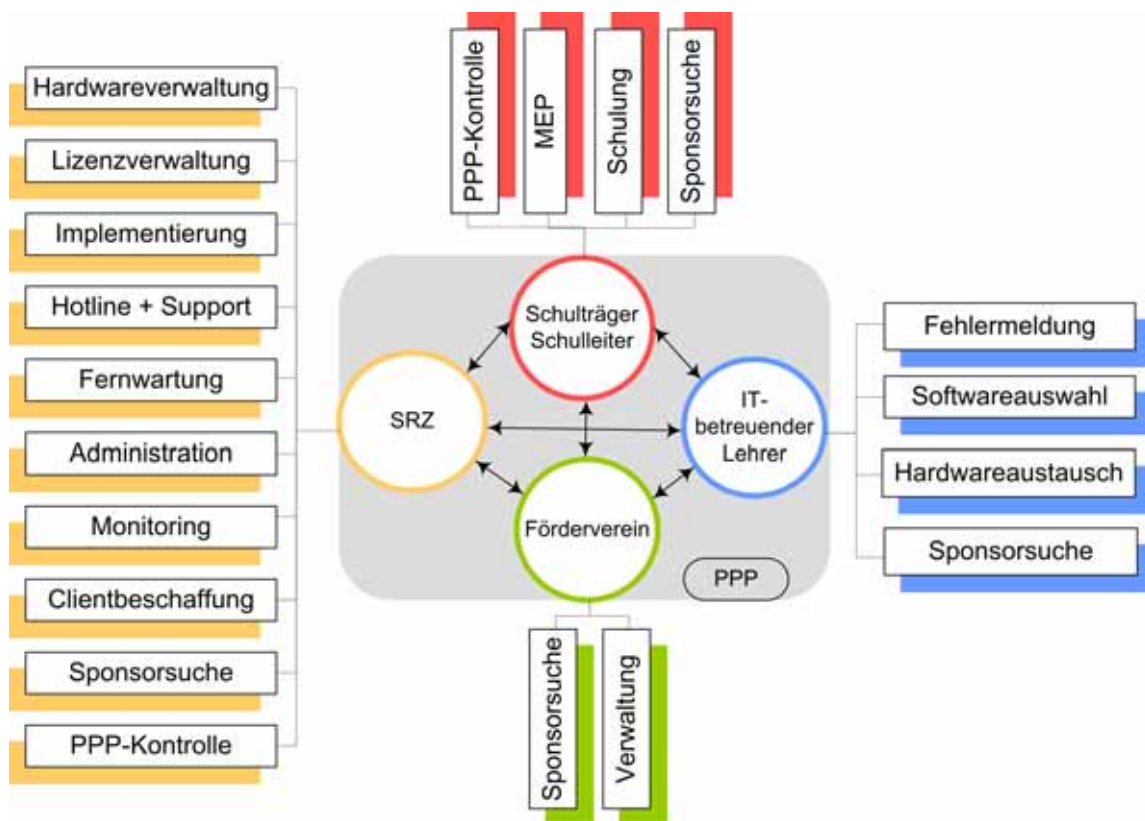 PPP-Kontrolle
MEP
Schulung
Sponsorsuche
Hardwareverwaltung
Lizenzverwaltung
Implementierung
Hotline + Support
Fernwartung
Administration
Monitoring
Clientbeschaffung
Sponsorsuche
PPP-Kontrolle
Schulträger
Schulleiter
SRZ
IT-
betreuender
Lehrer
Förderverein
PPP
Fehlermeldung
Softwareauswahl
Hardwareaustausch
Sponsorsuche
Sponsorsuche
Verwaltung